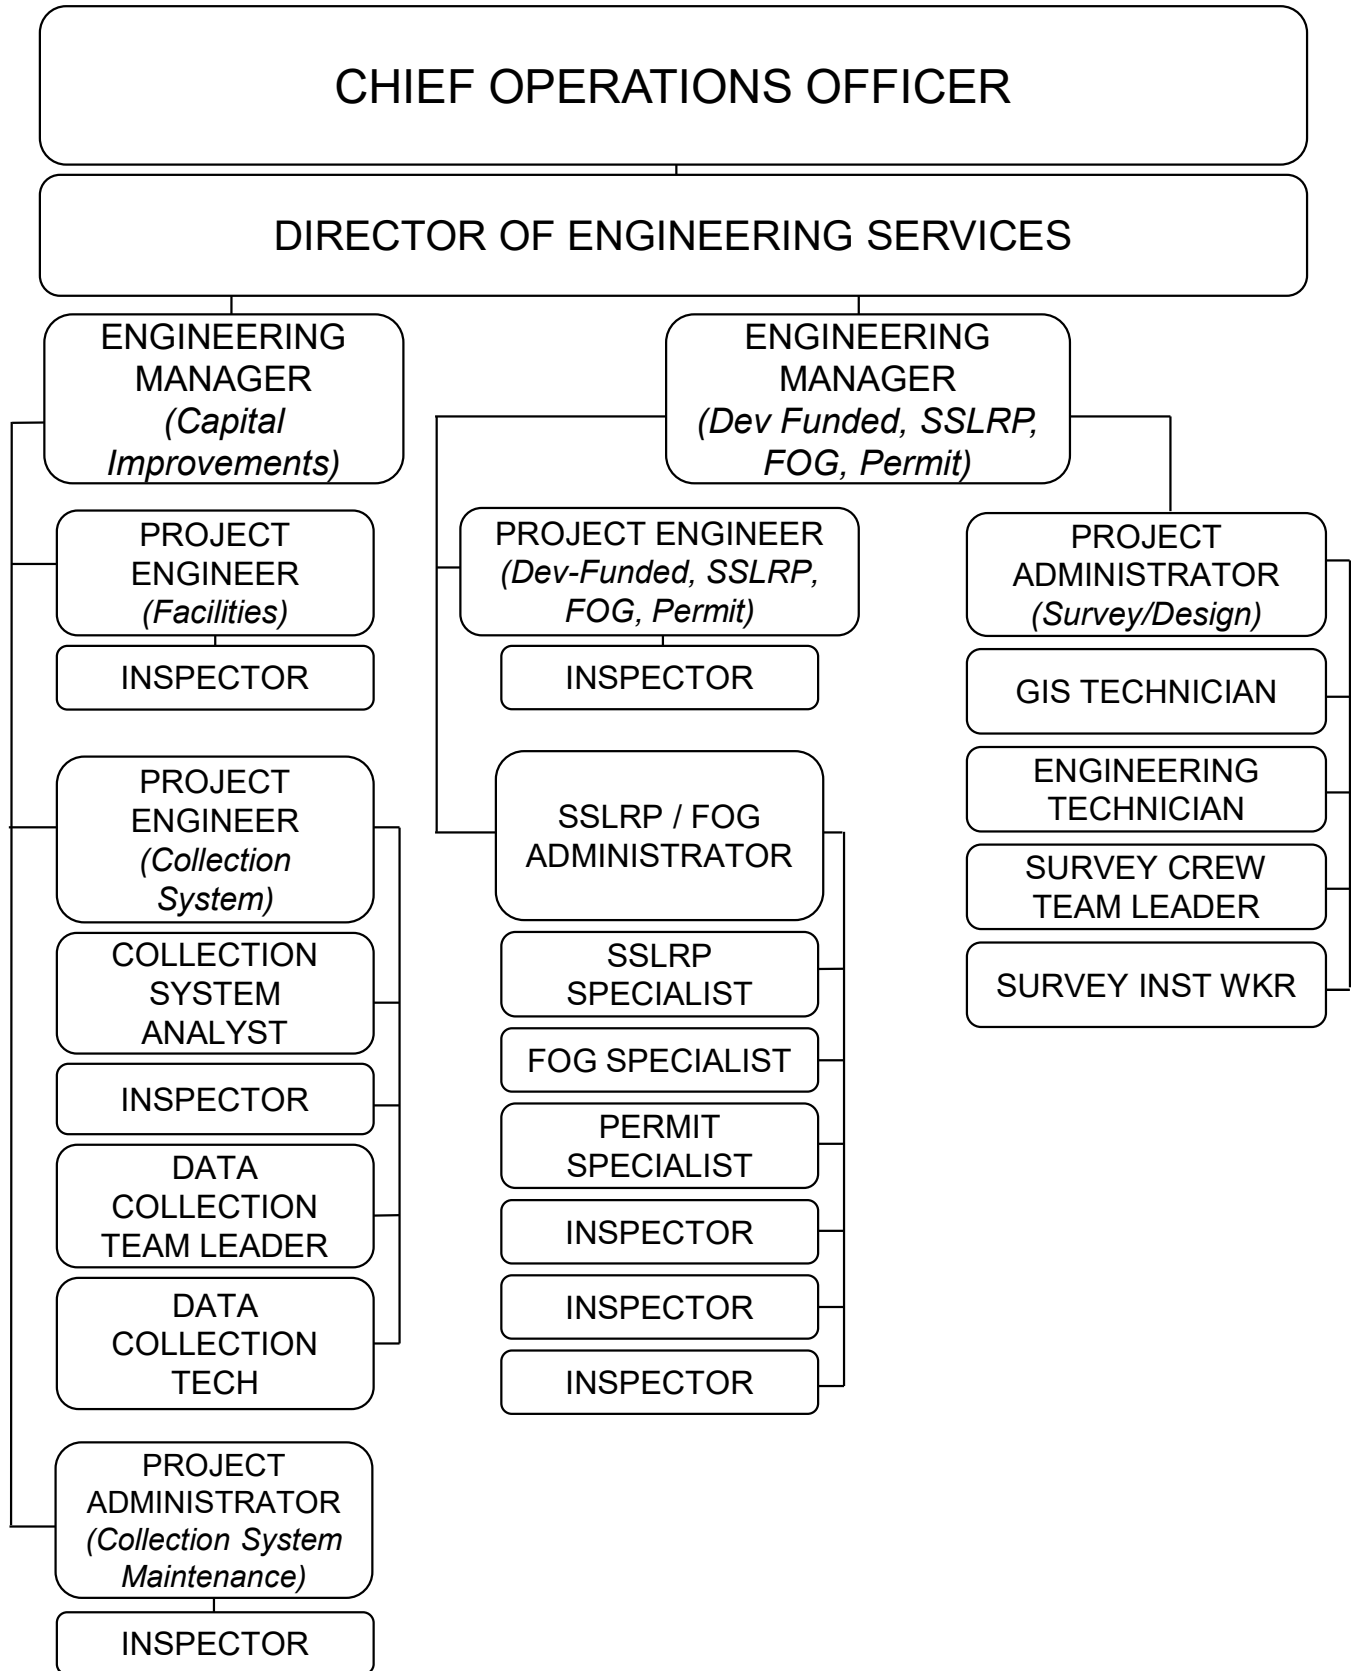 CHIEF OPERATIONS OFFICER
DIRECTOR OF ENGINEERING SERVICES
ENGINEERING
MANAGER
(Capital
Improvements)
PROJECT
ENGINEER
(Facilities)
INSPECTOR
PROJECT
ENGINEER
(Collection
System)
COLLECTION
SYSTEM
ANALYST
INSPECTOR
DATA
COLLECTION
TEAM LEADER
DATA
COLLECTION
TECH
PROJECT
ADMINISTRATOR
(Collection System
Maintenance)
INSPECTOR
ENGINEERING
MANAGER
(Dev Funded, SSLRP,
FOG, Permit)
PROJECT ENGINEER
(Dev-Funded, SSLRP,
FOG, Permit)
INSPECTOR
SSLRP / FOG
ADMINISTRATOR
SSLRP
SPECIALIST
FOG SPECIALIST
PERMIT
SPECIALIST
INSPECTOR
INSPECTOR
INSPECTOR
PROJECT
ADMINISTRATOR
(Survey/Design)
GIS TECHNICIAN
ENGINEERING
TECHNICIAN
SURVEY CREW
TEAM LEADER
SURVEY INST WKR